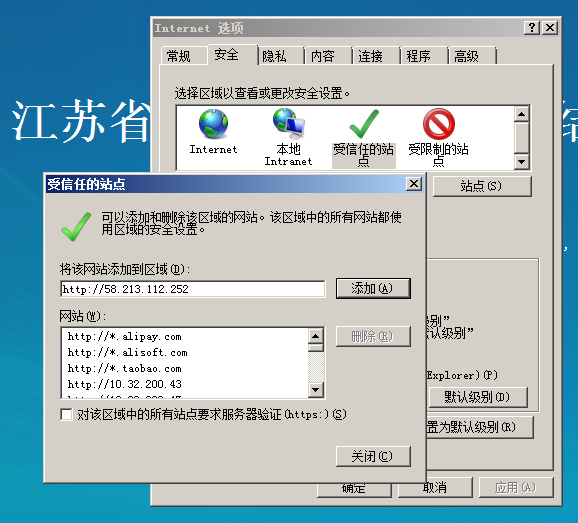 Internet 选项
常规 安全 隐私 内容 连接 程序 高级
选择区域以查看或更改安全设置。
江苏省
Internet
本地
Intranet
受信任的站
点
受限制的站
点
站点(S)
受信任的站点
可以添加和删除该区域的网站。该区域中的所有网站都使
用区域的安全设置。
将该网站添加到区域(D):
http://58.213.112.252
添加(A)
网站(W):
http://*.alipay.com
http://*.alisoft.com
http://*.taobao.com
http://10.32.200.43
删除(R)
级别”
默认级别”
Explorer)(P)
默认级别(D)
对该区域中的所有站点要求服务器验证(https:)(S)
置为默认级别(R)
关闭(C)
确定
取消
应用(A)